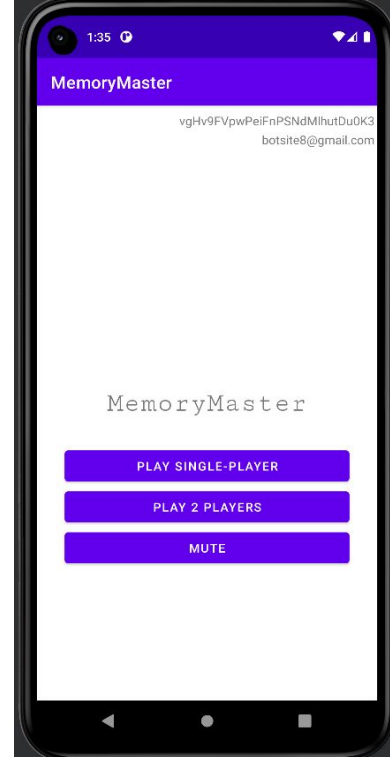 1:35
MemoryMaster
vgHv9FVpwPeiFnPSNdMlhutDu0K3
botsite8@gmail.com
MemoryMaster
PLAY SINGLE-PLAYER
PLAY 2 PLAYERS
MUTE